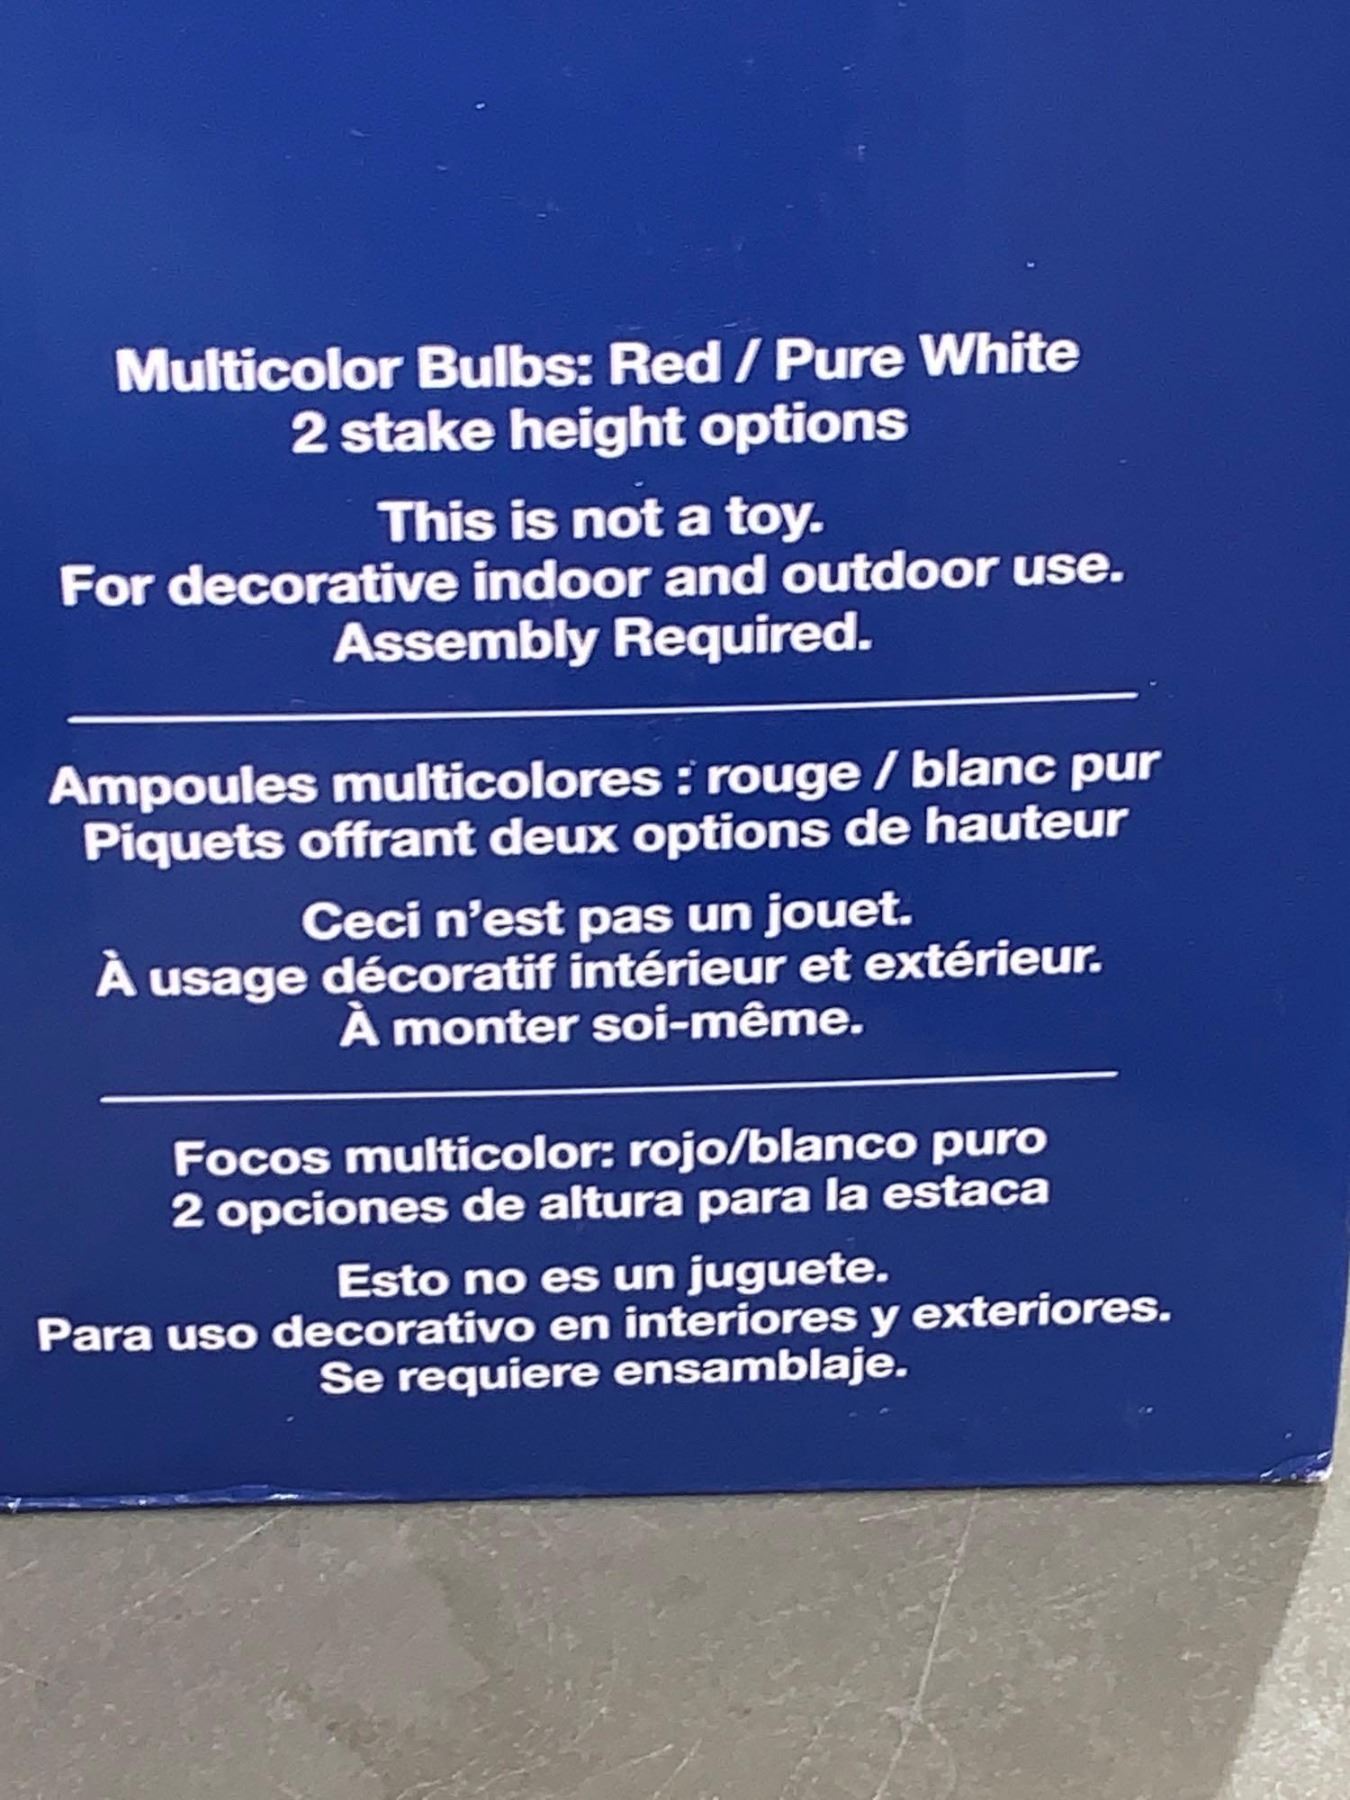 Multicolor Bulbs: Red / Pure White
2 stake height options
This is not a toy.
For decorative indoor and outdoor use.
Assembly Required.
Ampoules multicolores : rouge / blanc pur
Piquets offrant deux options de hauteur
Ceci n’est pas un jouet.
À usage décoratif intérieur et extérieur.
À monter soi-même.
Focos multicolor: rojo/blanco puro
2 opciones de altura para la estaca
Esto no es un juguete.
Para uso decorativo en interiores y exteriores.
Se requiere ensamblaje.